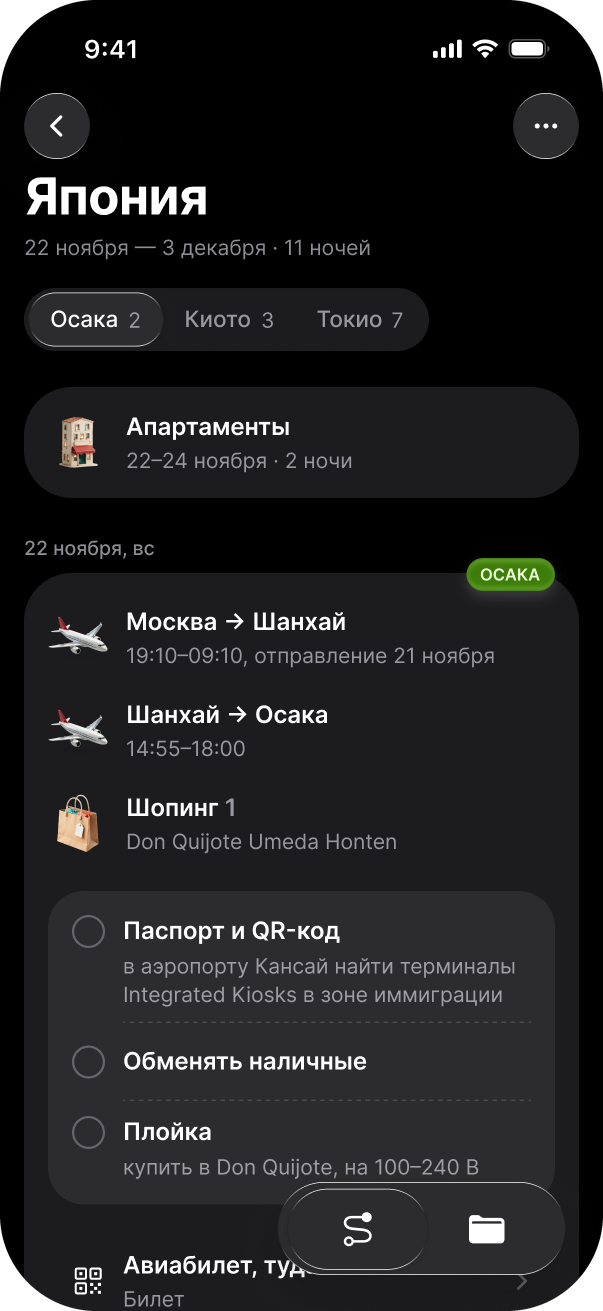 9:41
Япония
22 ноября — 3 декабря · 11 ночей
Осака 2 Киото 3 Токио 7
Апартаменты
22–24 ноября · 2 ночи
22 ноября, вс
ОСАКА
Москва → Шанхай
19:10–09:10, отправление 21 ноября
Шанхай → Осака
14:55–18:00
Шопинг 1
Don Quijote Umeda Honten
Паспорт и QR-код
в аэропорту Кансай найти терминалы
Integrated Kiosks в зоне иммиграции
Обменять наличные
Плойка
купить в Don Quijote, на 100–240 В
Авиабилет,
Билет